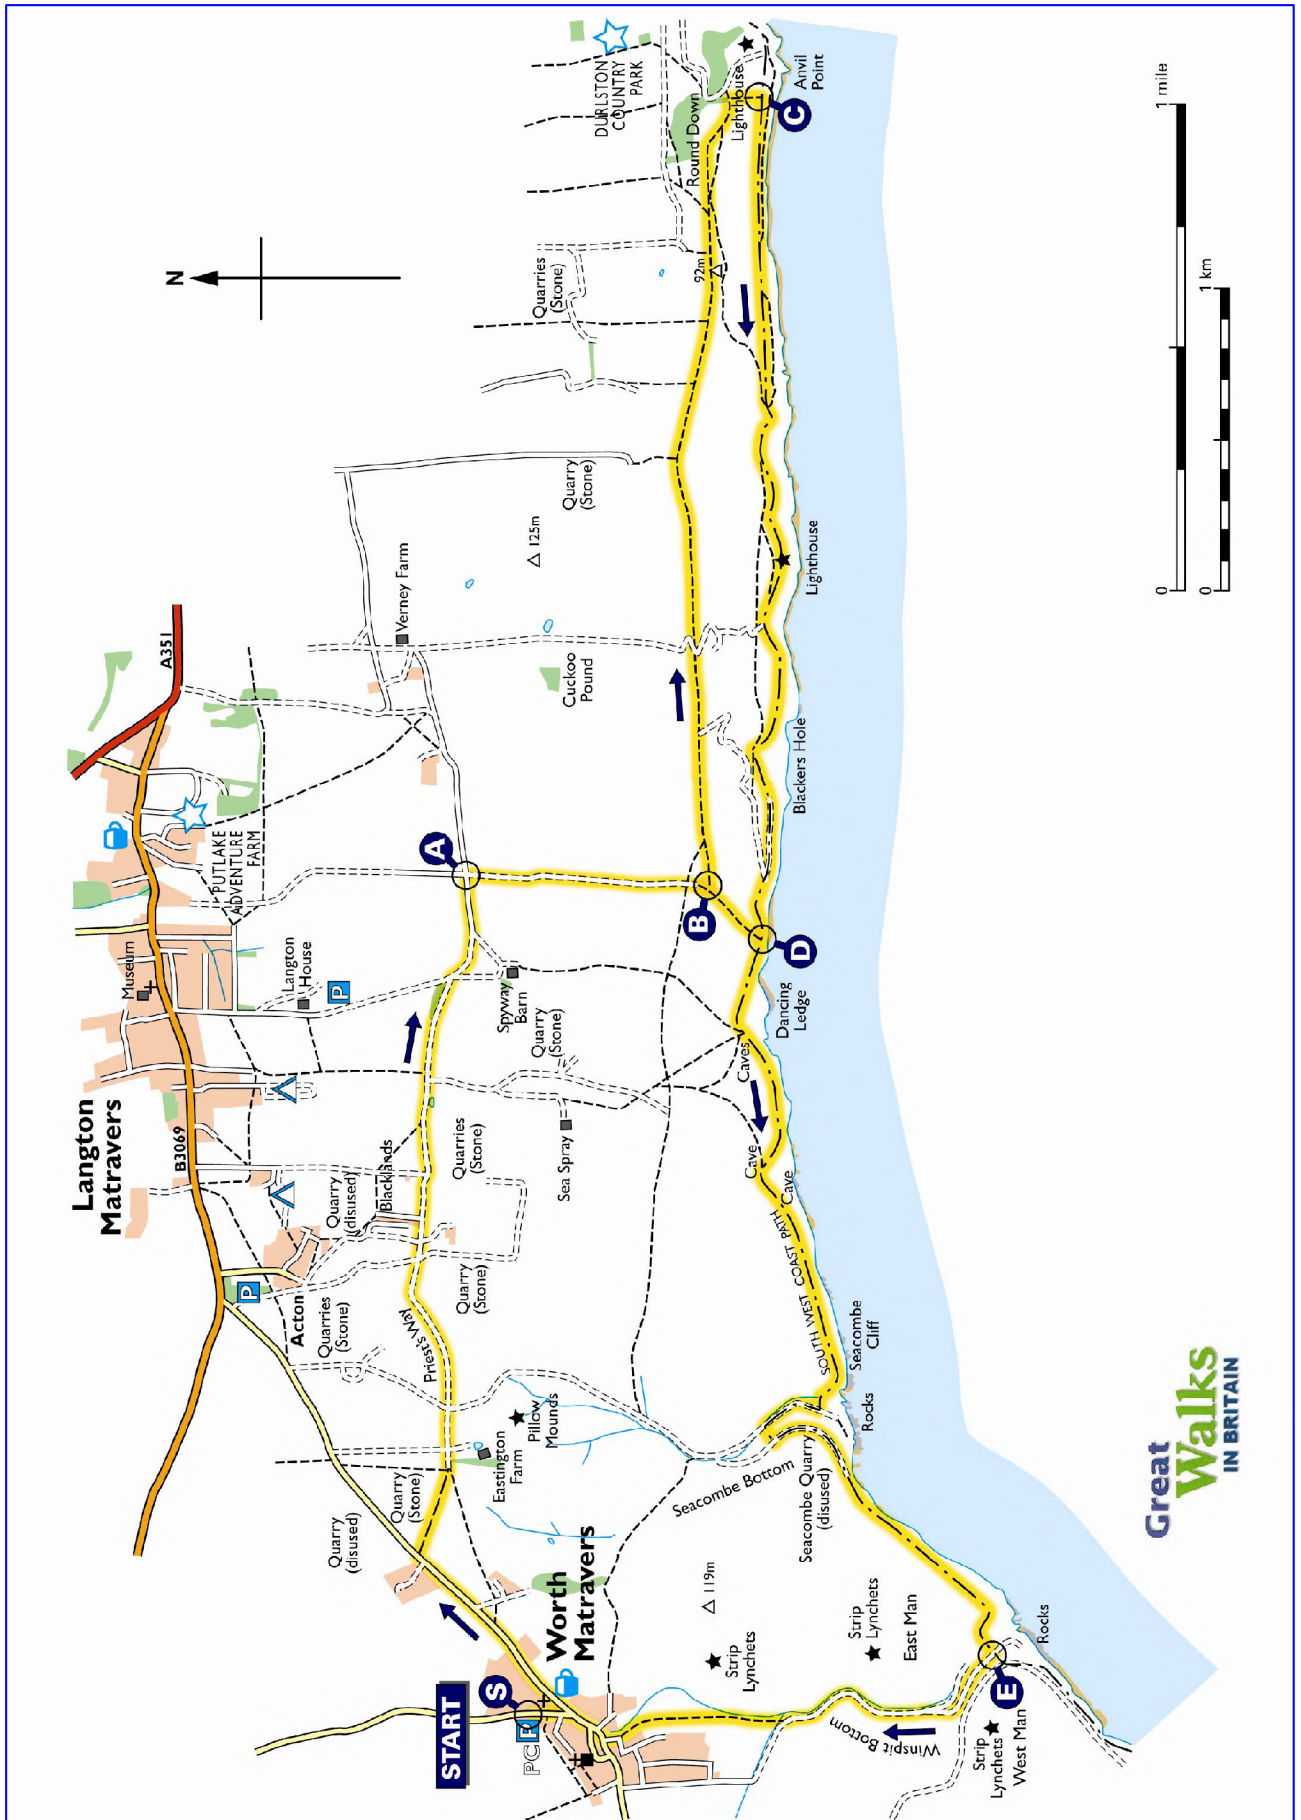 N
A351
B3069
Langton
Matravers
Museum
PUTLAKE
ADVENTURE
FARM
Langton
House
P
P
Acton
Quarries
(Stone)
Quarry
(disused)
Blacklands
Priest's Way
Quarry
(Stone)
Quarries
(Stone)
Quarry
(disused)
Quarry
(Stone)
Eastington
Farm
Pillow
Mounds
Sea Spray
Quarry
(Stone)
Spyway
Barn
A
Verney Farm
125m
Cuckoo
Pound
Quarry
(Stone)
Quarries
(Stone)
DURLSTON
COUNTRY
PARK
92m
Round Down
Lighthouse
Anvil
Point
C
B
D
Lighthouse
Blackers Hole
Dancing
Ledge
Caves
Cave
Cave
SOUTH WEST COAST PATH
Seacombe
Cliff
Rocks
Seacombe Bottom
Seacombe Quarry
(disused)
START
S
PC
Worth
Matravers
119m
Strip
Lynchets
Strip
Lynchets
East Man
Winspit Bottom
E
Strip
Lynchets
West Man
Rocks
0
1 mile
0
1 km
Great
Walks
IN BRITAIN